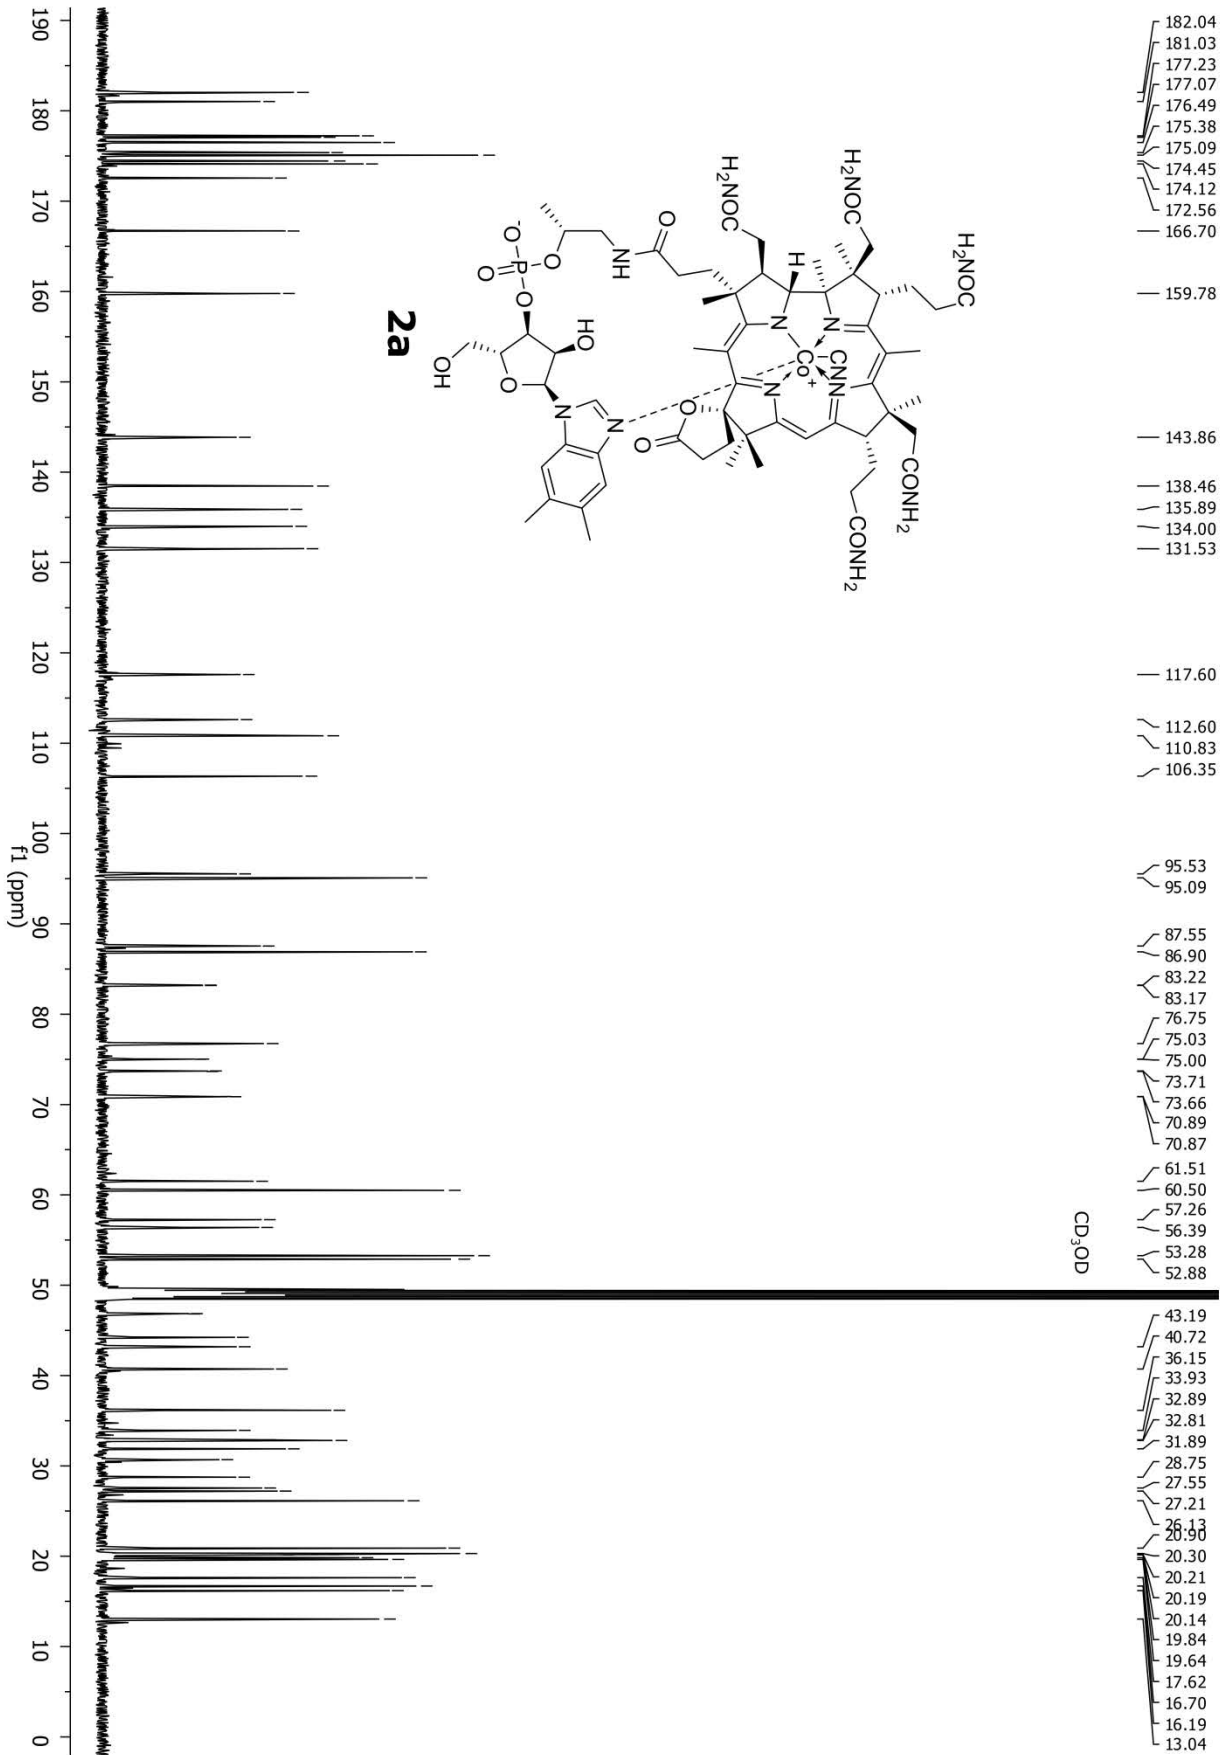 182.04
181.03
177.23
177.07
176.49
175.38
175.09
174.45
174.12
172.56
166.70
159.78
143.86
138.46
135.89
134.00
131.53
117.60
112.60
110.83
106.35
95.53
95.09
87.55
86.90
83.22
83.17
76.75
75.03
75.00
73.71
73.66
70.89
70.87
61.51
60.50
57.26
56.39
53.28
52.88
43.19
40.72
36.15
33.93
32.89
32.81
31.89
28.75
27.55
27.21
26.13
20.90
20.30
20.21
20.19
20.14
19.84
19.64
17.62
16.70
16.19
13.04
CD₃OD
H₂NOC
H₂NOC
H₂NOC
H
N
N
Co⁺
CN
N
N
CONH₂
CONH₂
O
NH
O
O
O
P
O⁻
O
HO
O
OH
N
N
O
O
2a
190 180 170 160 150 140 130 120 110 100 90 80 70 60 50 40 30 20 10 0
f1 (ppm)